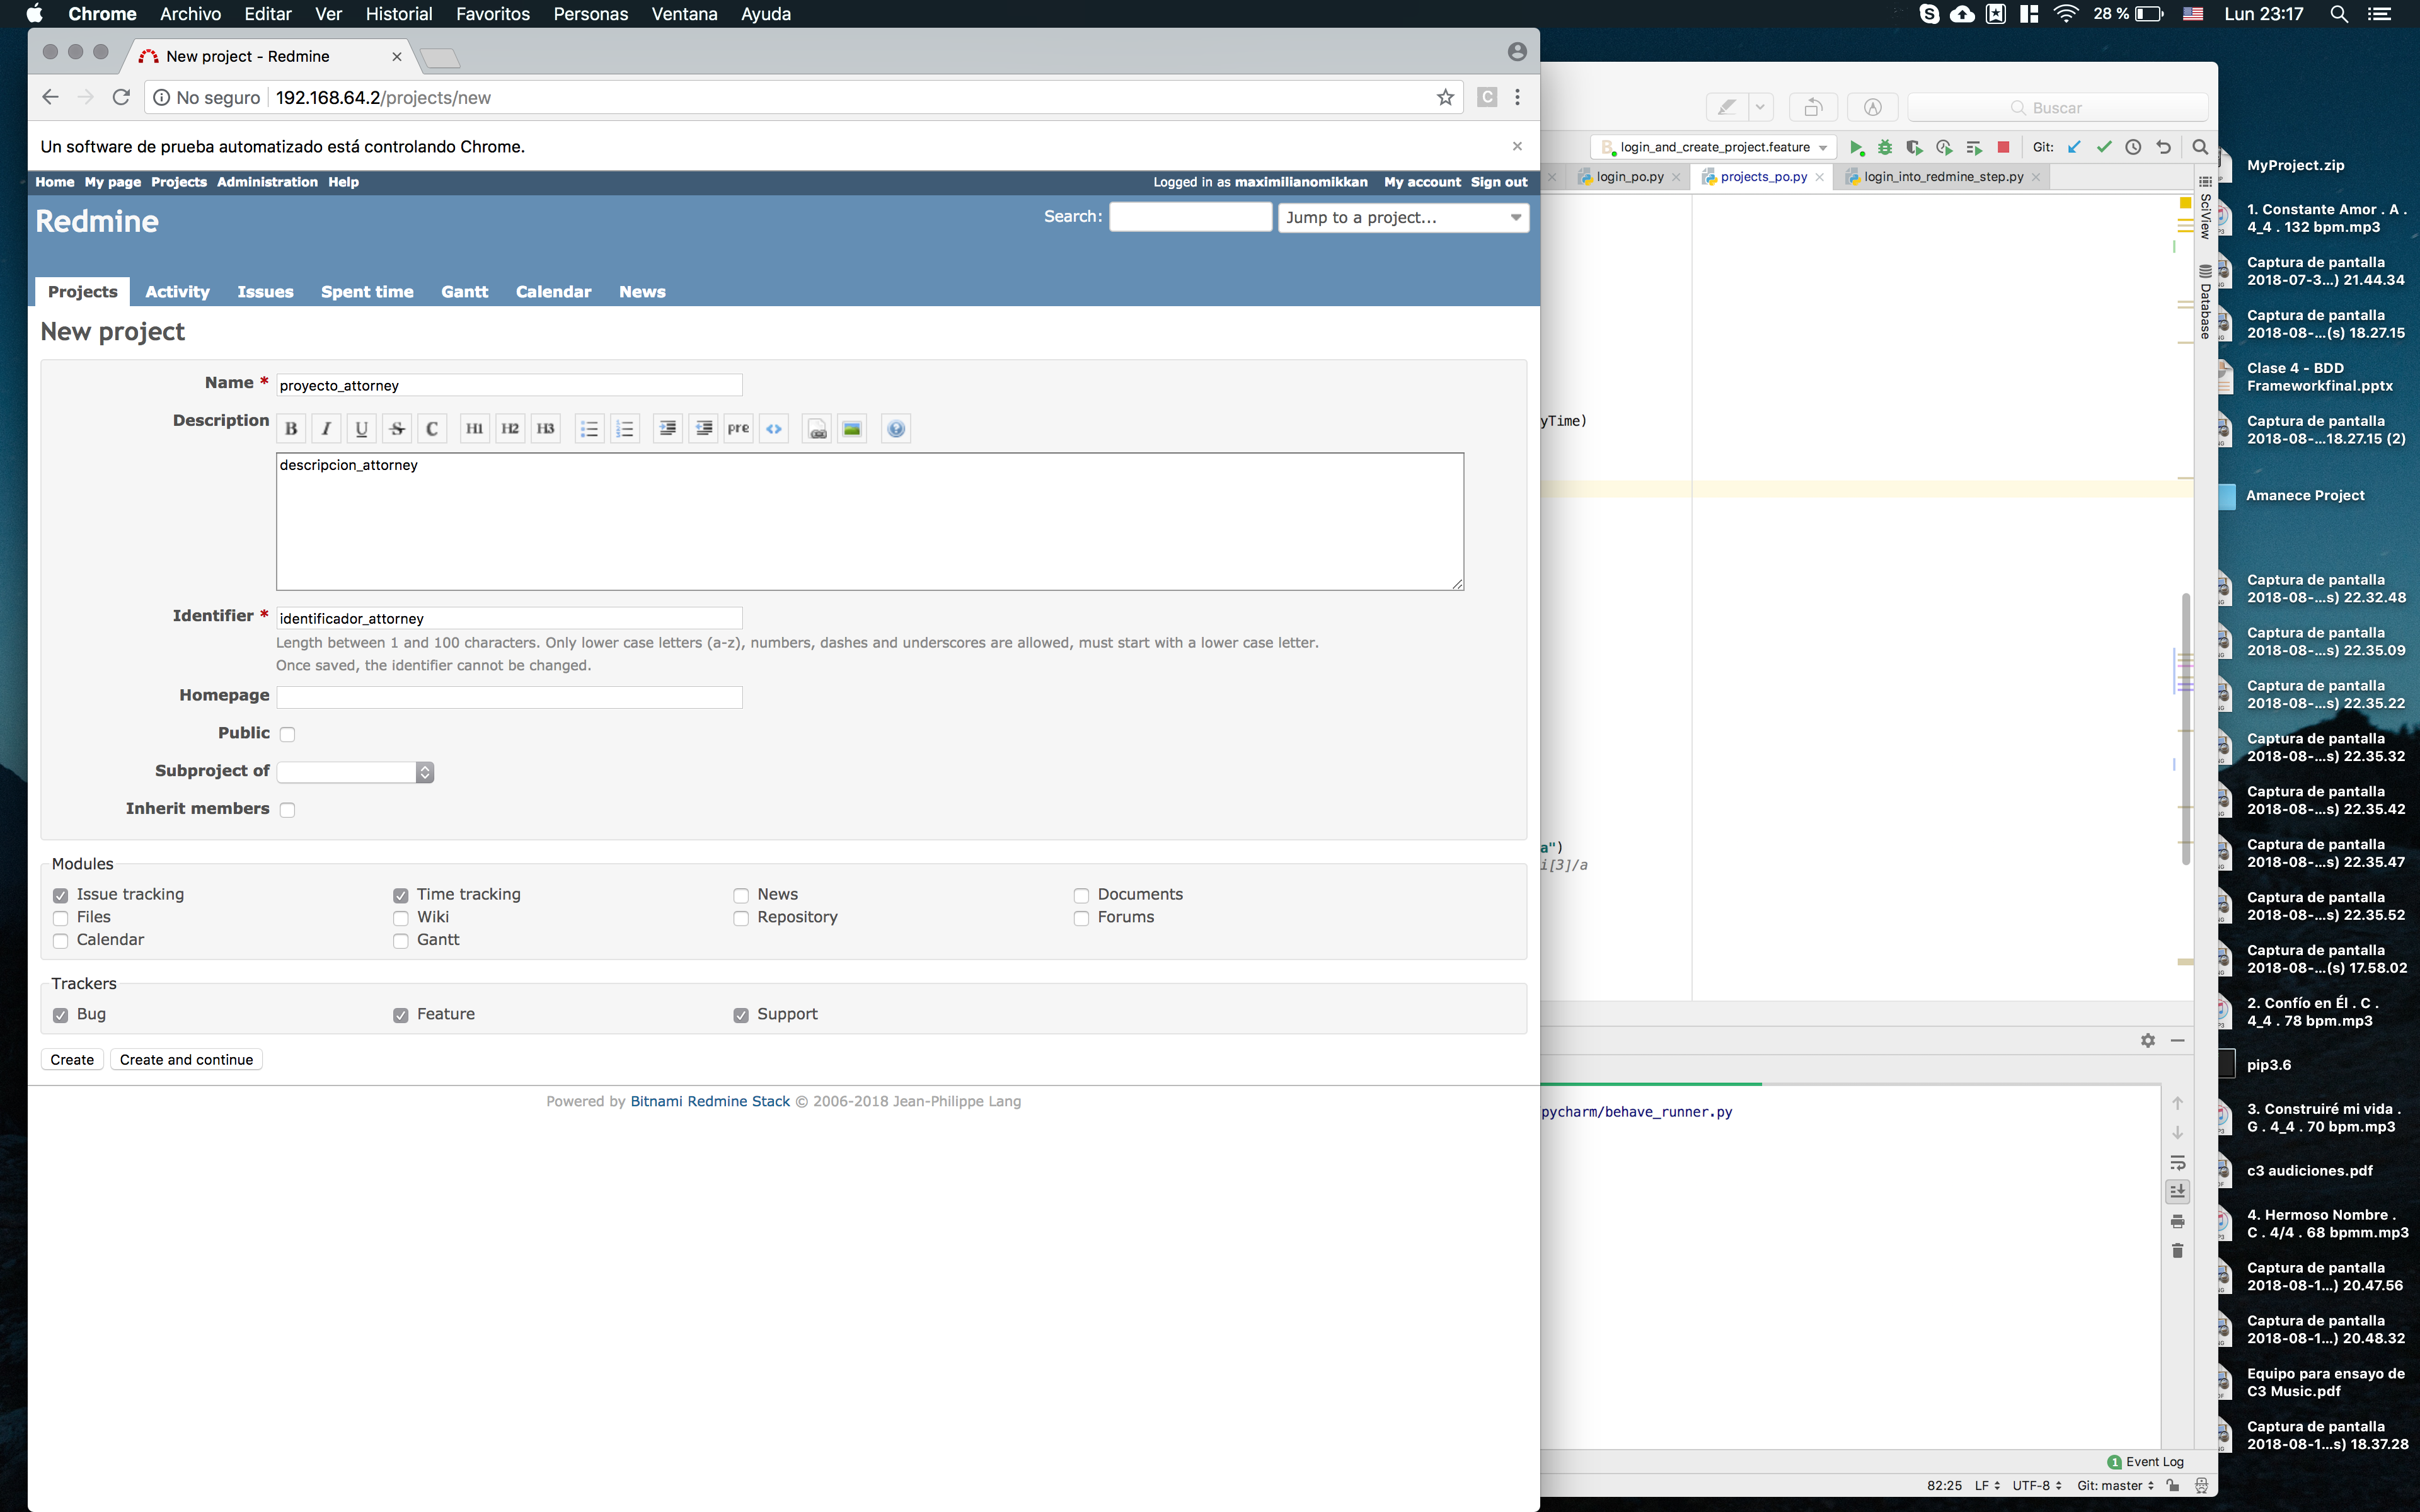 Chrome Archivo Editar Ver Historial Favoritos Personas Ventana Ayuda
28 % Lun 23:17
New project - Redmine
No seguro 192.168.64.2/projects/new
Un software de prueba automatizado está controlando Chrome.
Home My page Projects Administration Help
Logged in as maximilianomikkan My account Sign out
Redmine
Search: Jump to a project...
Projects Activity Issues Spent time Gantt Calendar News
New project
Name * proyecto_attorney
Description B I U S C H1 H2 H3 pre
descripcion_attorney
Identifier * identificador_attorney
Length between 1 and 100 characters. Only lower case letters (a-z), numbers, dashes and underscores are allowed, must start with a lower case letter.
Once saved, the identifier cannot be changed.
Homepage
Public
Subproject of
Inherit members
Modules
Issue tracking Time tracking News Documents
Files Wiki Repository Forums
Calendar Gantt
Trackers
Bug Feature Support
Create Create and continue
Powered by Bitnami Redmine Stack © 2006-2018 Jean-Philippe Lang
Buscar
login_and_create_project.feature Git:
login_po.py projects_po.py login_into_redmine_step.py
SciView
Database
yTime)
a")
i[3]/a
pycharm/behave_runner.py
1 Event Log
82:25 LF UTF-8 Git: master
MyProject.zip
1. Constante Amor . A .
4_4 . 132 bpm.mp3
Captura de pantalla
2018-07-3...) 21.44.34
Captura de pantalla
2018-08-...(s) 18.27.15
Clase 4 - BDD
Frameworkfinal.pptx
Captura de pantalla
2018-08-...18.27.15 (2)
Amanece Project
Captura de pantalla
2018-08-...s) 22.32.48
Captura de pantalla
2018-08-...s) 22.35.09
Captura de pantalla
2018-08-...s) 22.35.22
Captura de pantalla
2018-08-...s) 22.35.32
Captura de pantalla
2018-08-...s) 22.35.42
Captura de pantalla
2018-08-...s) 22.35.47
Captura de pantalla
2018-08-...s) 22.35.52
Captura de pantalla
2018-08-...(s) 17.58.02
2. Confío en Él . C .
4_4 . 78 bpm.mp3
pip3.6
3. Construiré mi vida .
G . 4_4 . 70 bpm.mp3
c3 audiciones.pdf
4. Hermoso Nombre .
C . 4/4 . 68 bpmm.mp3
Captura de pantalla
2018-08-1...) 20.47.56
Captura de pantalla
2018-08-1...) 20.48.32
Equipo para ensayo de
C3 Music.pdf
Captura de pantalla
2018-08-1...s) 18.37.28